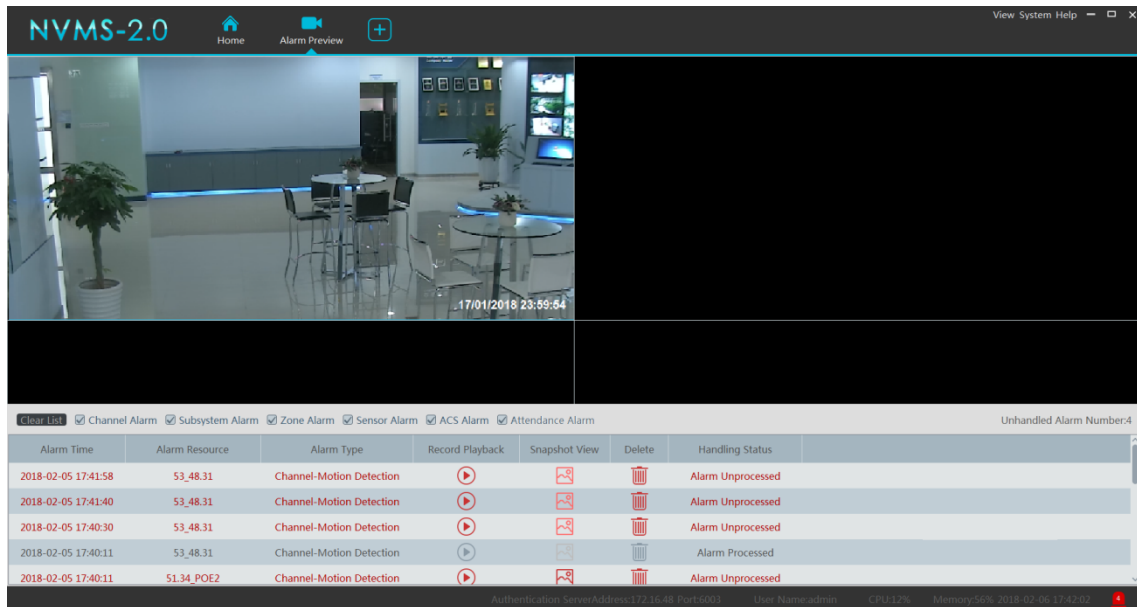 NVMS-2.0
Home
Alarm Preview
View System Help
17/01/2018 23:59:54
Clear List Channel Alarm Subsystem Alarm Zone Alarm Sensor Alarm ACS Alarm Attendance Alarm Unhandled Alarm Number:4
Alarm Time Alarm Resource Alarm Type Record Playback Snapshot View Delete Handling Status
2018-02-05 17:41:58 53_48.31 Channel-Motion Detection Alarm Unprocessed
2018-02-05 17:41:40 53_48.31 Channel-Motion Detection Alarm Unprocessed
2018-02-05 17:40:30 53_48.31 Channel-Motion Detection Alarm Unprocessed
2018-02-05 17:40:11 53_48.31 Channel-Motion Detection Alarm Processed
2018-02-05 17:40:11 51.34_POE2 Channel-Motion Detection Alarm Unprocessed
Authentication ServerAddress:172.16.48 Port:6003 User Name:admin CPU:12% Memory:56% 2018-02-06 17:42:02 4